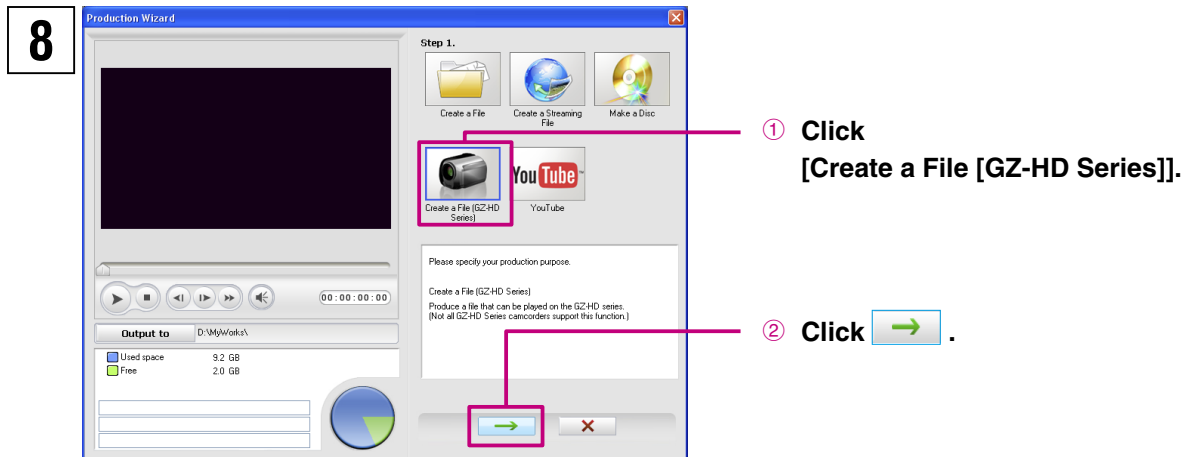 8
Production Wizard
Step 1.
Create a File
Create a Streaming
File
Make a Disc
Create a File (GZ-HD
Series)
You Tube
YouTube
① Click
[Create a File [GZ-HD Series]].
Please specify your production purpose.
Create a File (GZ-HD Series)
Produce a file that can be played on the GZ-HD series.
(Not all GZ-HD Series camcorders support this function.)
00:00:00:00
Output to D:\MyWorks\
Used space 9.2 GB
Free 2.0 GB
② Click → .